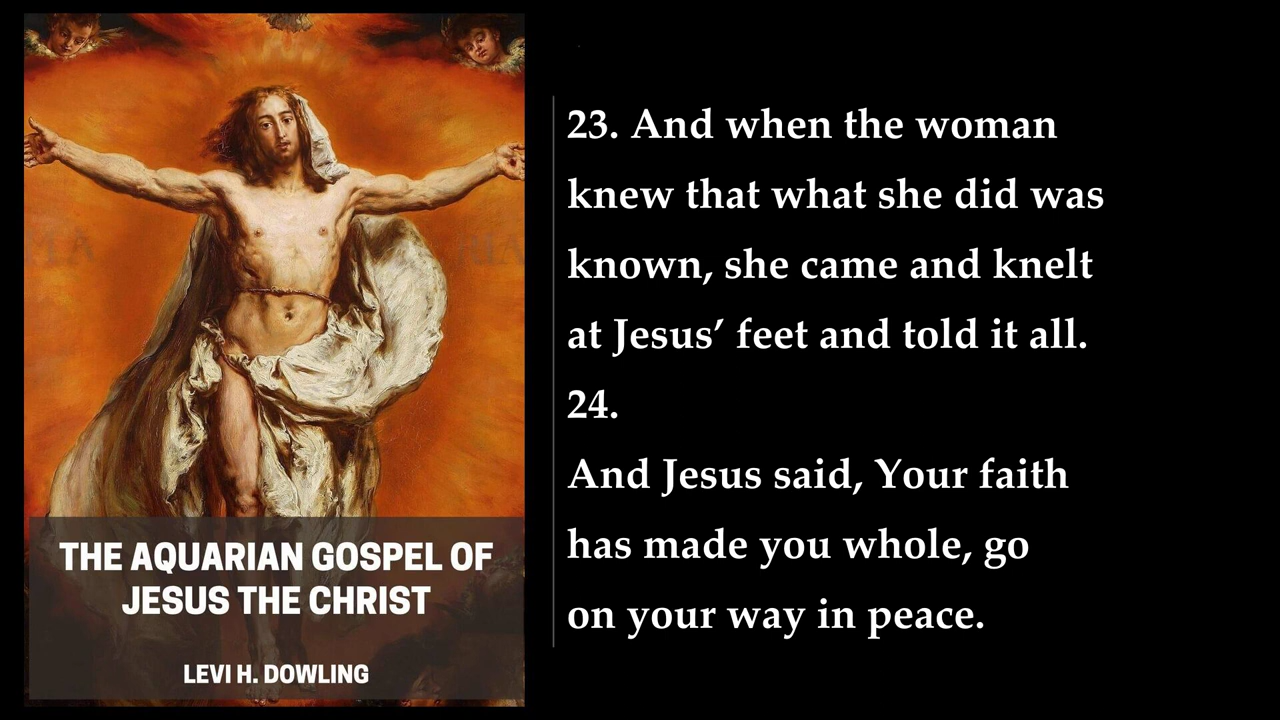 THE AQUARIAN GOSPEL OF
JESUS THE CHRIST
LEVI H. DOWLING
23. And when the woman
knew that what she did was
known, she came and knelt
at Jesus’ feet and told it all.
24.
And Jesus said, Your faith
has made you whole, go
on your way in peace.